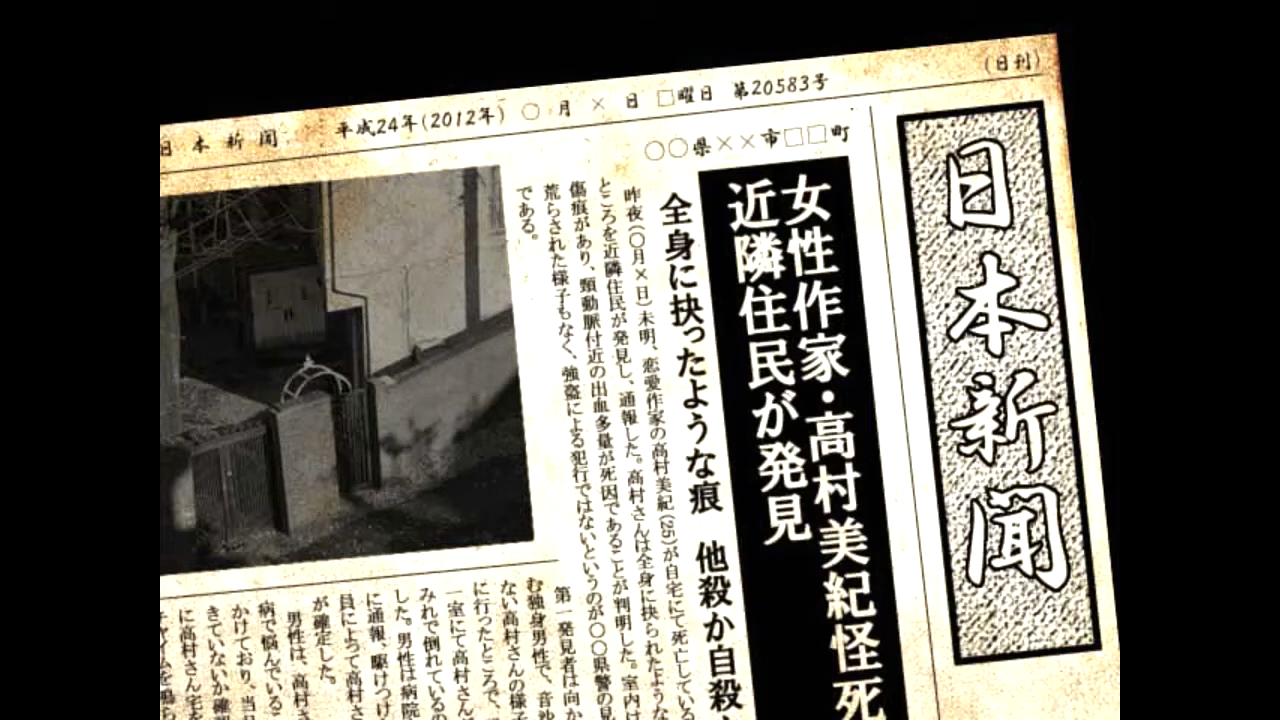 (日刊)
日本新聞 平成24年(2012年) 〇月×日 □曜日 第20583号
日本新聞
〇〇県××市□□町
女性作家・高村美紀怪死
近隣住民が発見
全身に抉ったような痕 他殺か自殺
昨夜(〇月×日)未明、恋愛作家の高村美紀(25)が自宅にて死亡している
ところを近隣住民が発見し、通報した。高村さんは全身に抉られたような
傷痕があり、頸動脈付近の出血多量が死因であることが判明した。室内は
荒らされた様子もなく、強盗による犯行ではないというのが〇〇県警の見
である。
第一発見者は向か
む独身男性で、音沙
ない高村さんの様子
に行ったところで、
一室にて高村さん
みれで倒れているの
した。男性は病院
に通報、駆けつけ
員によって高村さ
が確定した。
男性は、高村さ
病で悩んでいる
かけており、当日
きていないか確
に高村さん宅を